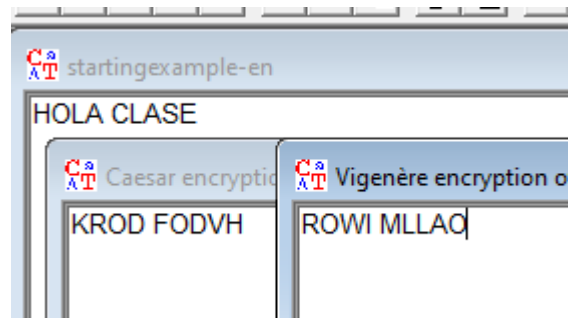 startingexample-en
HOLA CLASE
Caesar encryptic
Vigenère encryption o
KROD FODVH
ROWI MLLAO